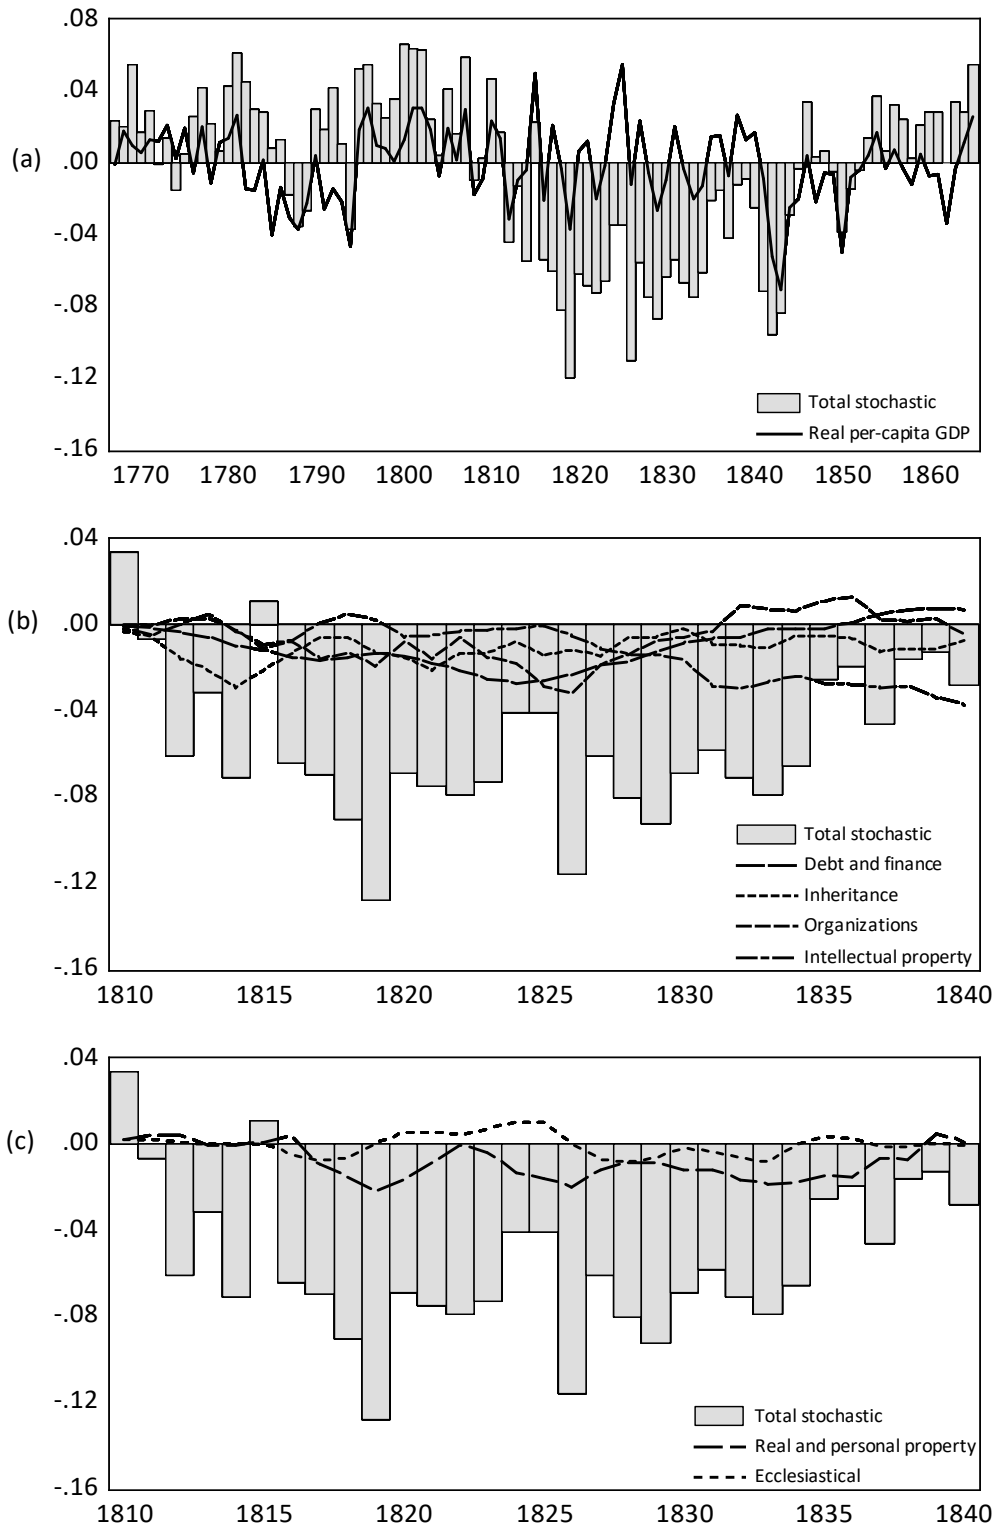 .08
.04
(a)
.00
-.04
-.08
-.12
-.16
Total stochastic
Real per-capita GDP
1770 1780 1790 1800 1810 1820 1830 1840 1850 1860
.04
(b)
.00
-.04
-.08
-.12
-.16
Total stochastic
Debt and finance
Inheritance
Organizations
Intellectual property
1810 1815 1820 1825 1830 1835 1840
.04
(c)
.00
-.04
-.08
-.12
-.16
Total stochastic
Real and personal property
Ecclesiastical
1810 1815 1820 1825 1830 1835 1840